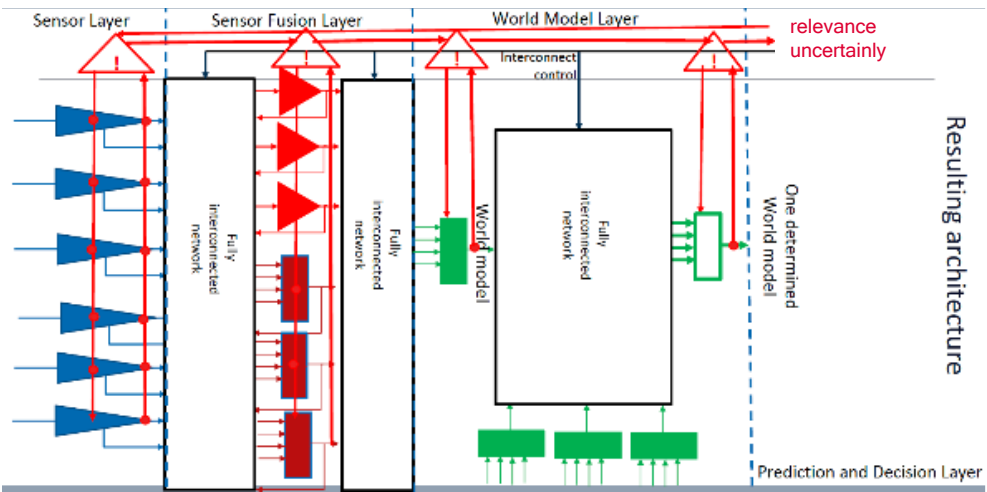 Sensor Layer
Sensor Fusion Layer
World Model Layer
relevance
uncertainly
!
!
!
!
Interconnect
control
Fully
interconnected
network
Fully
interconnected
network
World model
Fully
interconnected
network
One determined
World model
Resulting architecture
Prediction and Decision Layer